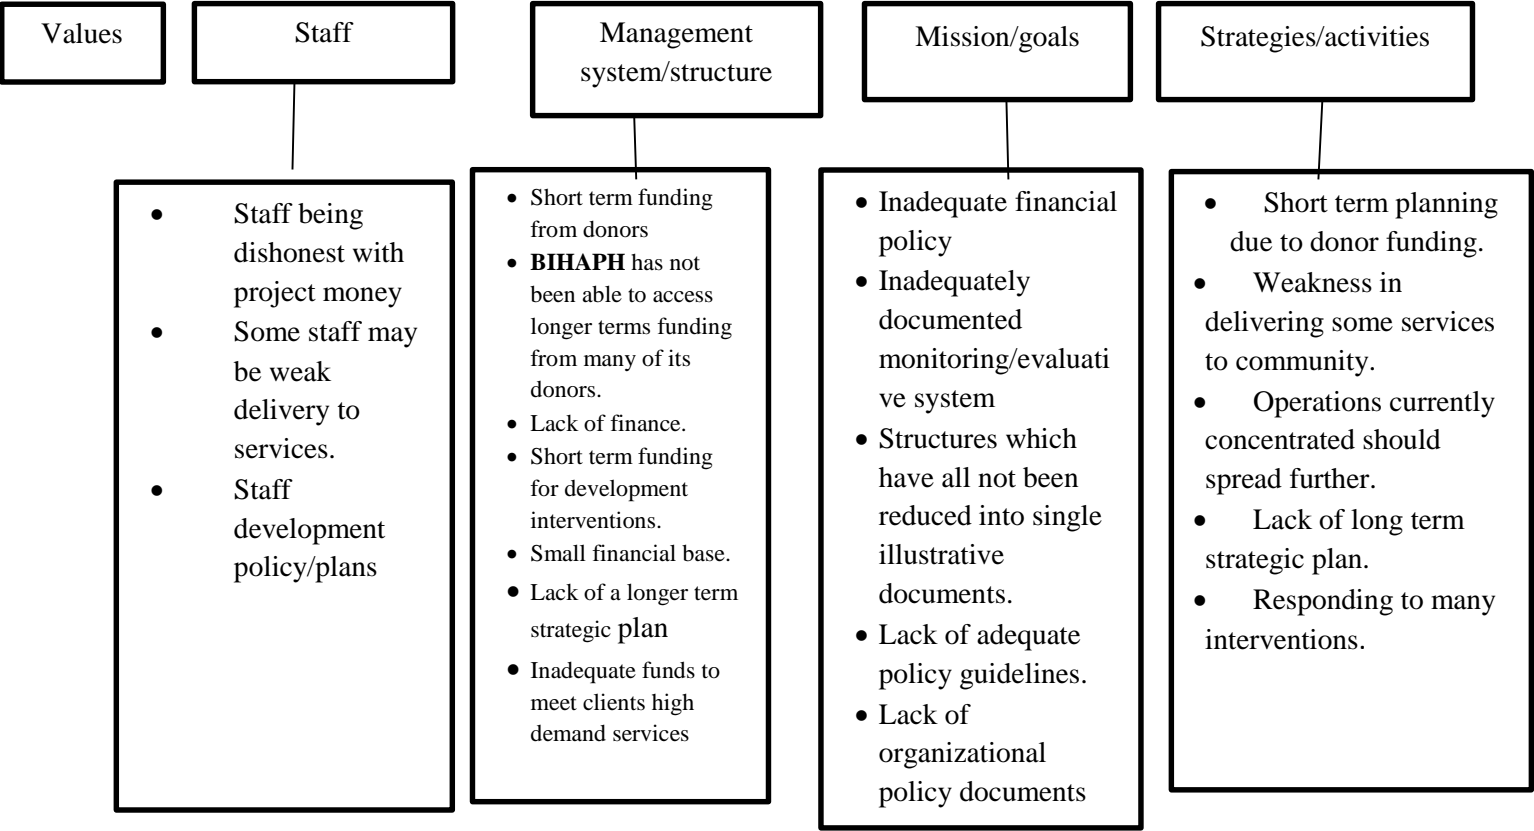 Values
Staff
Management
system/structure
Mission/goals
Strategies/activities
• Staff being
dishonest with
project money
• Some staff may
be weak
delivery to
services.
• Staff
development
policy/plans
• Short term funding
from donors
• BIHAPH has not
been able to access
longer terms funding
from many of its
donors.
• Lack of finance.
• Short term funding
for development
interventions.
• Small financial base.
• Lack of a longer term
strategic plan
• Inadequate funds to
meet clients high
demand services
• Inadequate financial
policy
• Inadequately
documented
monitoring/evaluati
ve system
• Structures which
have all not been
reduced into single
illustrative
documents.
• Lack of adequate
policy guidelines.
• Lack of
organizational
policy documents
• Short term planning
due to donor funding.
• Weakness in
delivering some services
to community.
• Operations currently
concentrated should
spread further.
• Lack of long term
strategic plan.
• Responding to many
interventions.